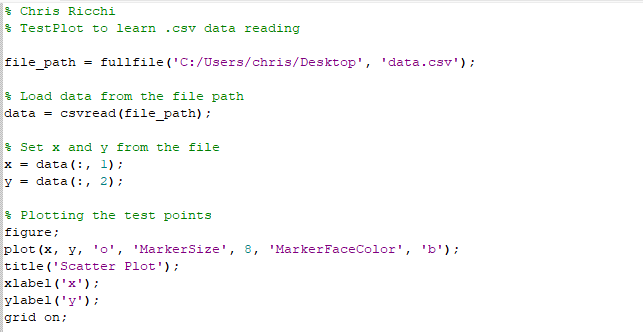 % Chris Ricchi
% TestPlot to learn .csv data reading
file_path = fullfile('C:/Users/chris/Desktop', 'data.csv');
% Load data from the file path
data = csvread(file_path);
% Set x and y from the file
x = data(:, 1);
y = data(:, 2);
% Plotting the test points
figure;
plot(x, y, 'o', 'MarkerSize', 8, 'MarkerFaceColor', 'b');
title('Scatter Plot');
xlabel('x');
ylabel('y');
grid on;